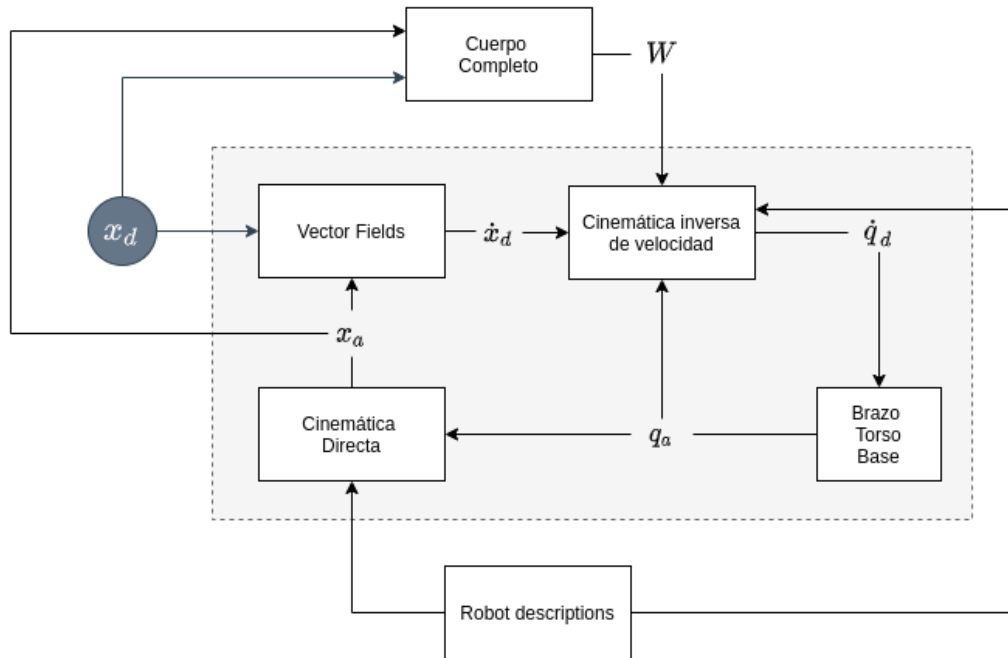 Cuerpo
Completo
W
x_d
Vector Fields
ẋ_d
Cinemática inversa
de velocidad
q̇_d
x_a
Cinemática
Directa
q_a
Brazo
Torso
Base
Robot descriptions